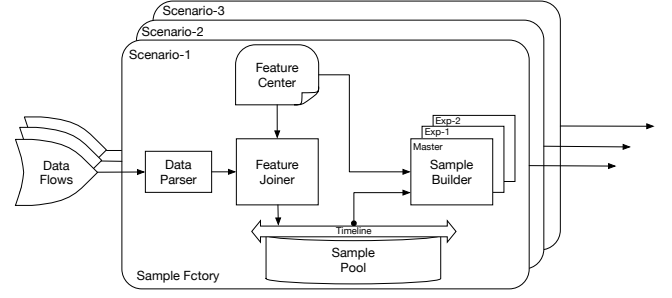 Scenario-3
Scenario-2
Scenario-1
Feature
Center
Exp-2
Exp-1
Master
Data
Flows
Data
Parser
Feature
Joiner
Sample
Builder
Timeline
Sample
Pool
Sample Fctory